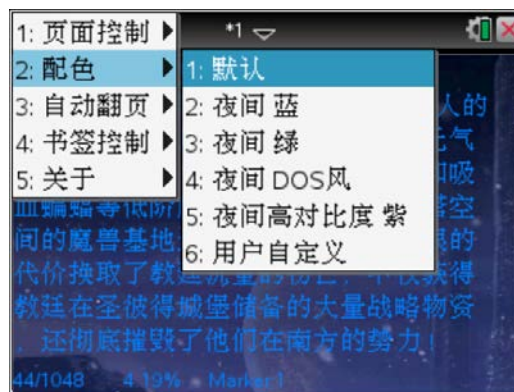 1: 页面控制
2: 配色
3: 自动翻页
4: 书签控制
5: 关于
*1
1: 默认
2: 夜间 蓝
3: 夜间 绿
4: 夜间 DOS风
5: 夜间高对比度 紫
6: 用户自定义
人的
气
吸
血蝙蝠等低阶
空
间的魔兽基地
的
代价换取了教
获得
教廷在圣彼得城堡储备的大量战略物资
，还彻底摧毁了他们在南方的势力！
44/1048 4.19% Marker:1